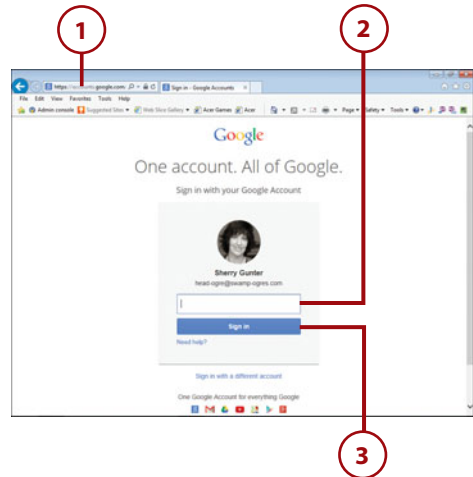 1
2
https://accounts.google.com
Sign in - Google Accounts
File Edit View Favorites Tools Help
Admin console Suggested Sites Web Slice Gallery Acer Games Acer Page Safety Tools
Google
One account. All of Google.
Sign in with your Google Account
Sherry Gunter
head-ogre@swamp-ogres.com
Sign in
Need help?
Sign in with a different account
One Google Account for everything Google
3